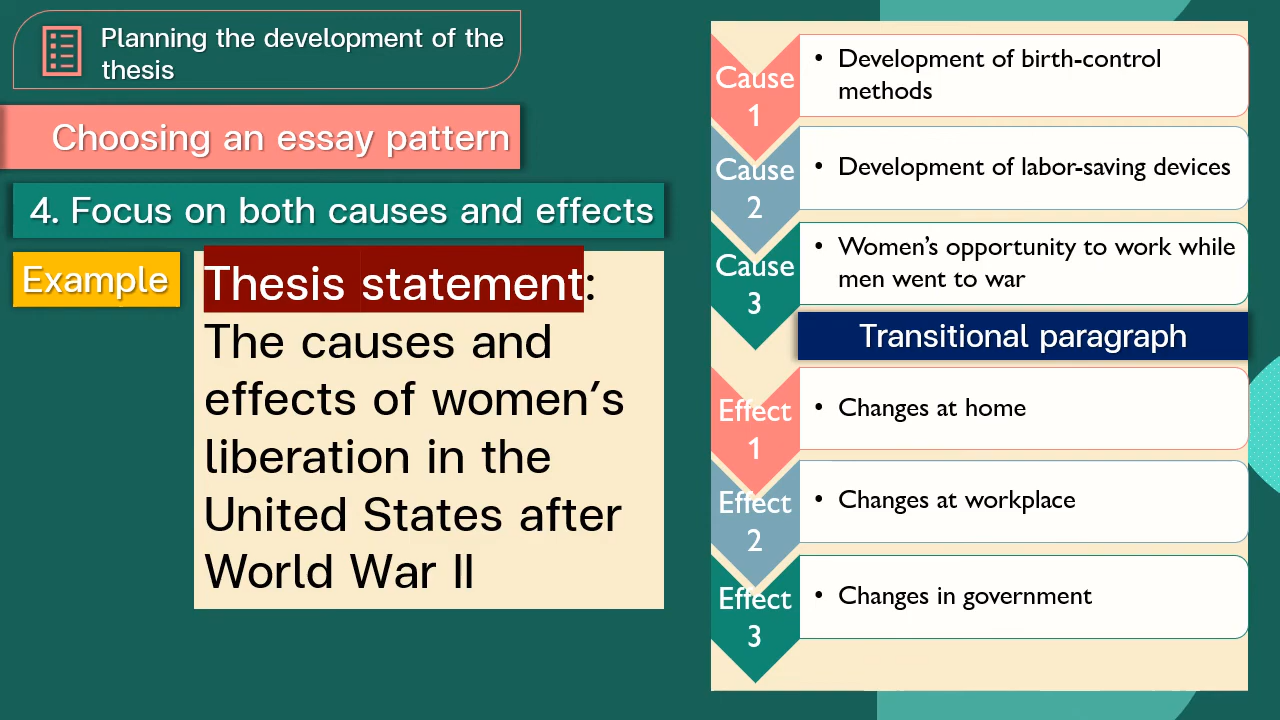 Planning the development of the
thesis
Choosing an essay pattern
4. Focus on both causes and effects
Example
Thesis statement:
The causes and
effects of women’s
liberation in the
United States after
World War II
Cause
1
• Development of birth-control
methods
Cause
2
• Development of labor-saving devices
Cause
3
• Women’s opportunity to work while
men went to war
Transitional paragraph
Effect
1
• Changes at home
Effect
2
• Changes at workplace
Effect
3
• Changes in government